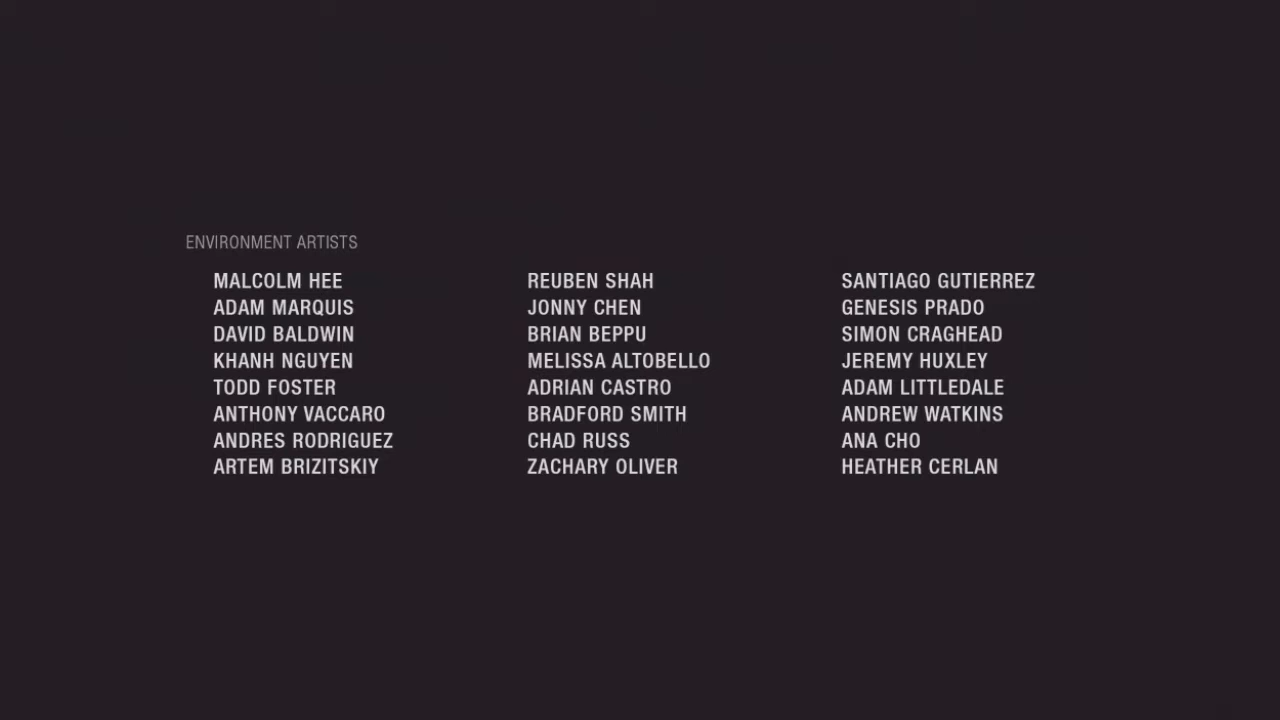 ENVIRONMENT ARTISTS
MALCOLM HEE
ADAM MARQUIS
DAVID BALDWIN
KHANH NGUYEN
TODD FOSTER
ANTHONY VACCARO
ANDRES RODRIGUEZ
ARTEM BRIZITSKIY
REUBEN SHAH
JONNY CHEN
BRIAN BEPPU
MELISSA ALTOBELLO
ADRIAN CASTRO
BRADFORD SMITH
CHAD RUSS
ZACHARY OLIVER
SANTIAGO GUTIERREZ
GENESIS PRADO
SIMON CRAGHEAD
JEREMY HUXLEY
ADAM LITTLEDALE
ANDREW WATKINS
ANA CHO
HEATHER CERLAN